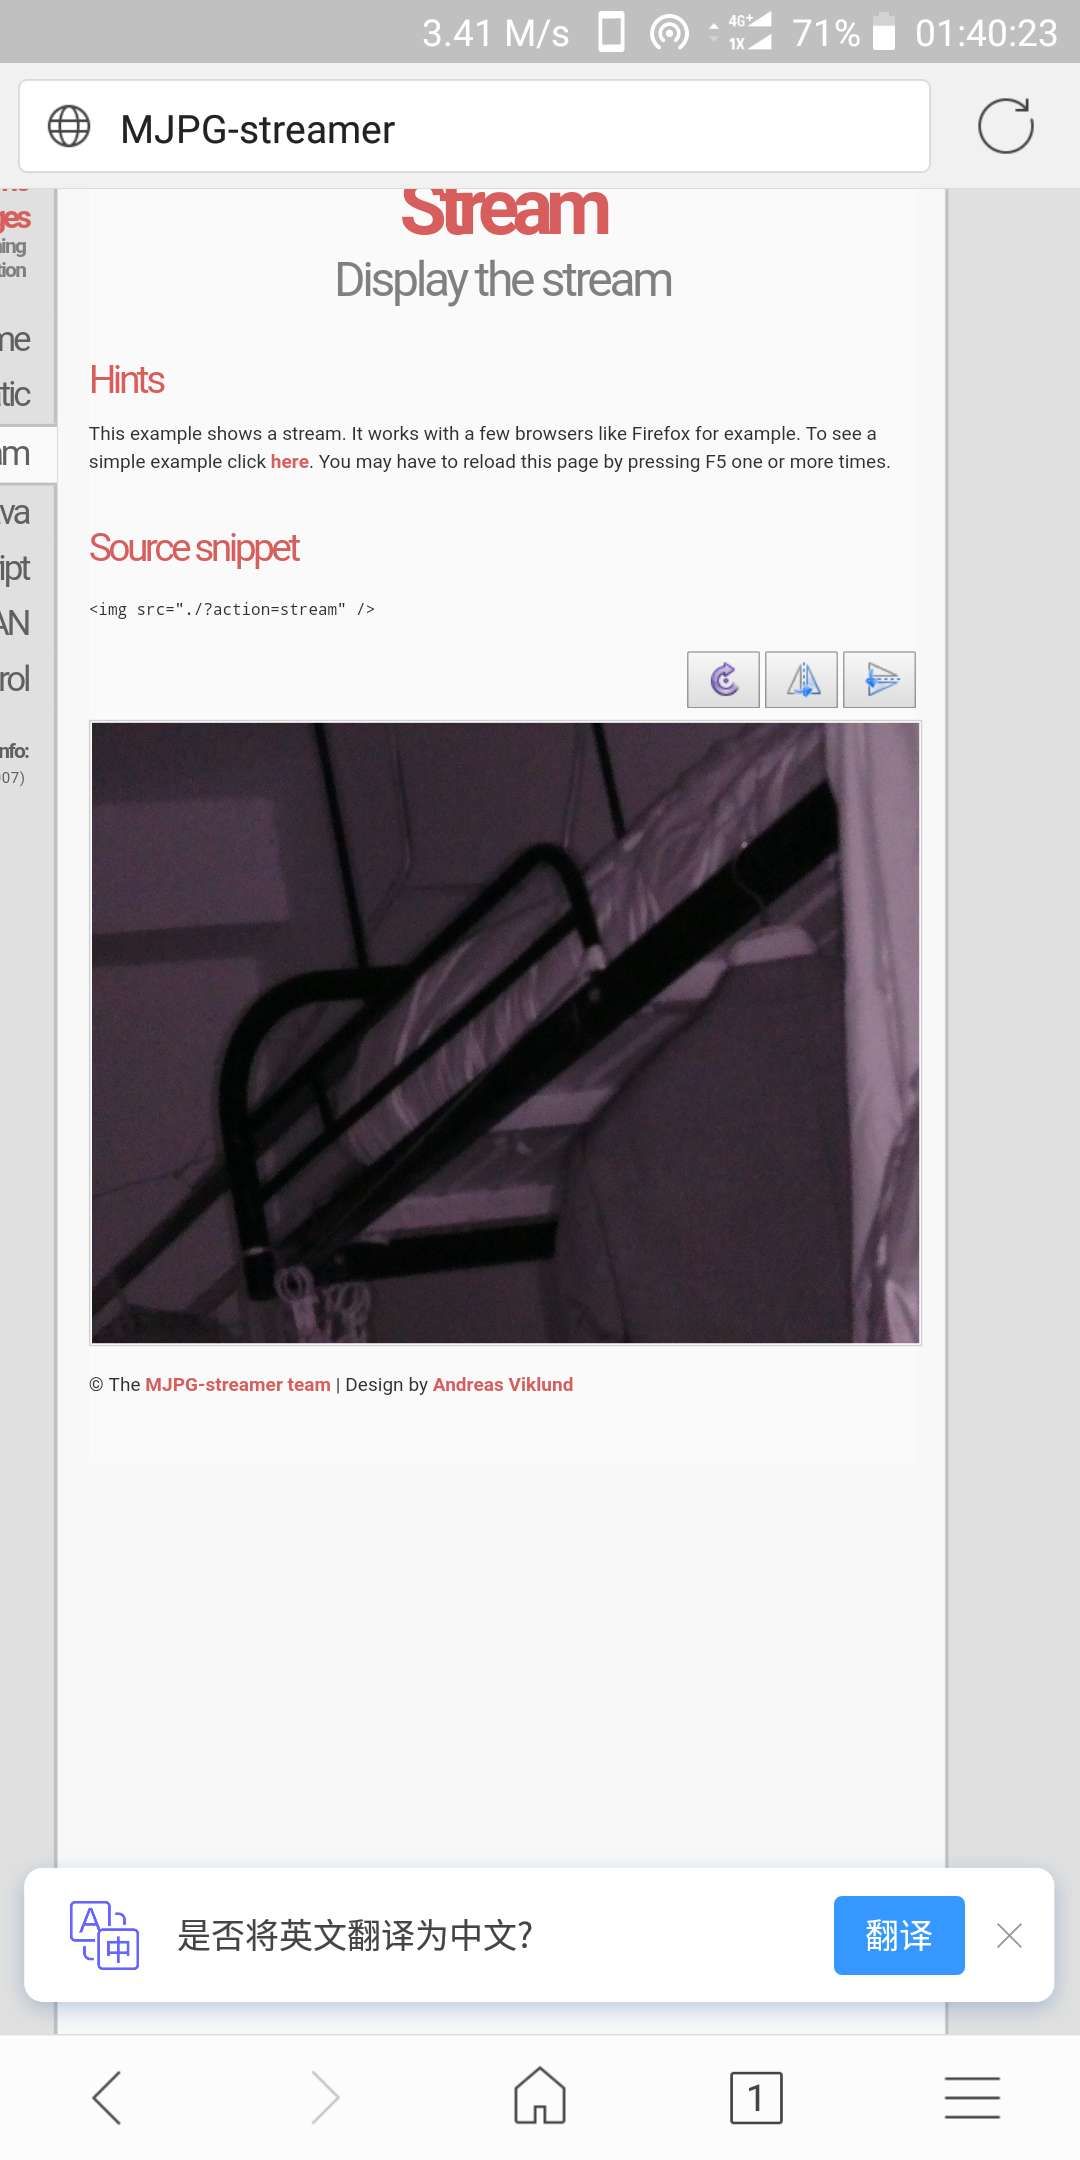 3.41 M/s 4G+ 1X 71% 01:40:23
MJPG-streamer
ges
ing
tion
me
tic
am
va
ipt
AN
rol
nfo:
007)
Stream
Display the stream
Hints
This example shows a stream. It works with a few browsers like Firefox for example. To see a
simple example click here. You may have to reload this page by pressing F5 one or more times.
Source snippet
<img src="./?action=stream" />
© The MJPG-streamer team | Design by Andreas Viklund
A 中 是否将英文翻译为中文? 翻译
1